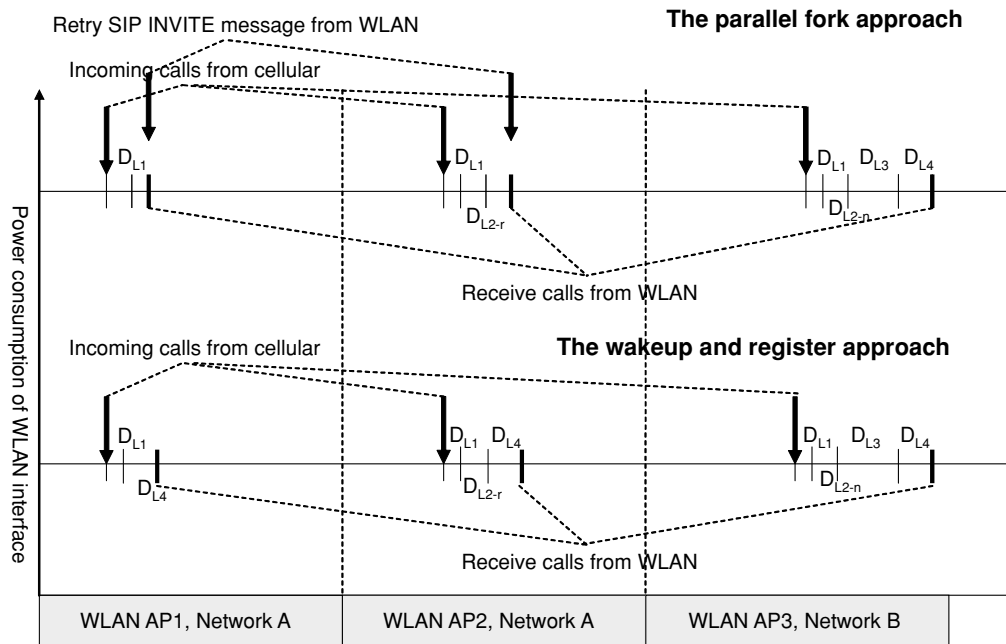 The parallel fork approach
Retry SIP INVITE message from WLAN
Incoming calls from cellular
D_L1
D_L1
D_L1 D_L3 D_L4
D_L2-r
D_L2-n
Receive calls from WLAN
Power consumption of WLAN interface
Incoming calls from cellular
The wakeup and register approach
D_L1
D_L1 D_L4
D_L1 D_L3 D_L4
D_L4
D_L2-r
D_L2-n
Receive calls from WLAN
WLAN AP1, Network A
WLAN AP2, Network A
WLAN AP3, Network B